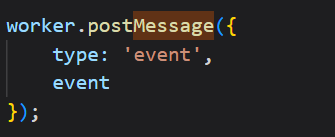 worker.postMessage({
    type: 'event',
    event
});